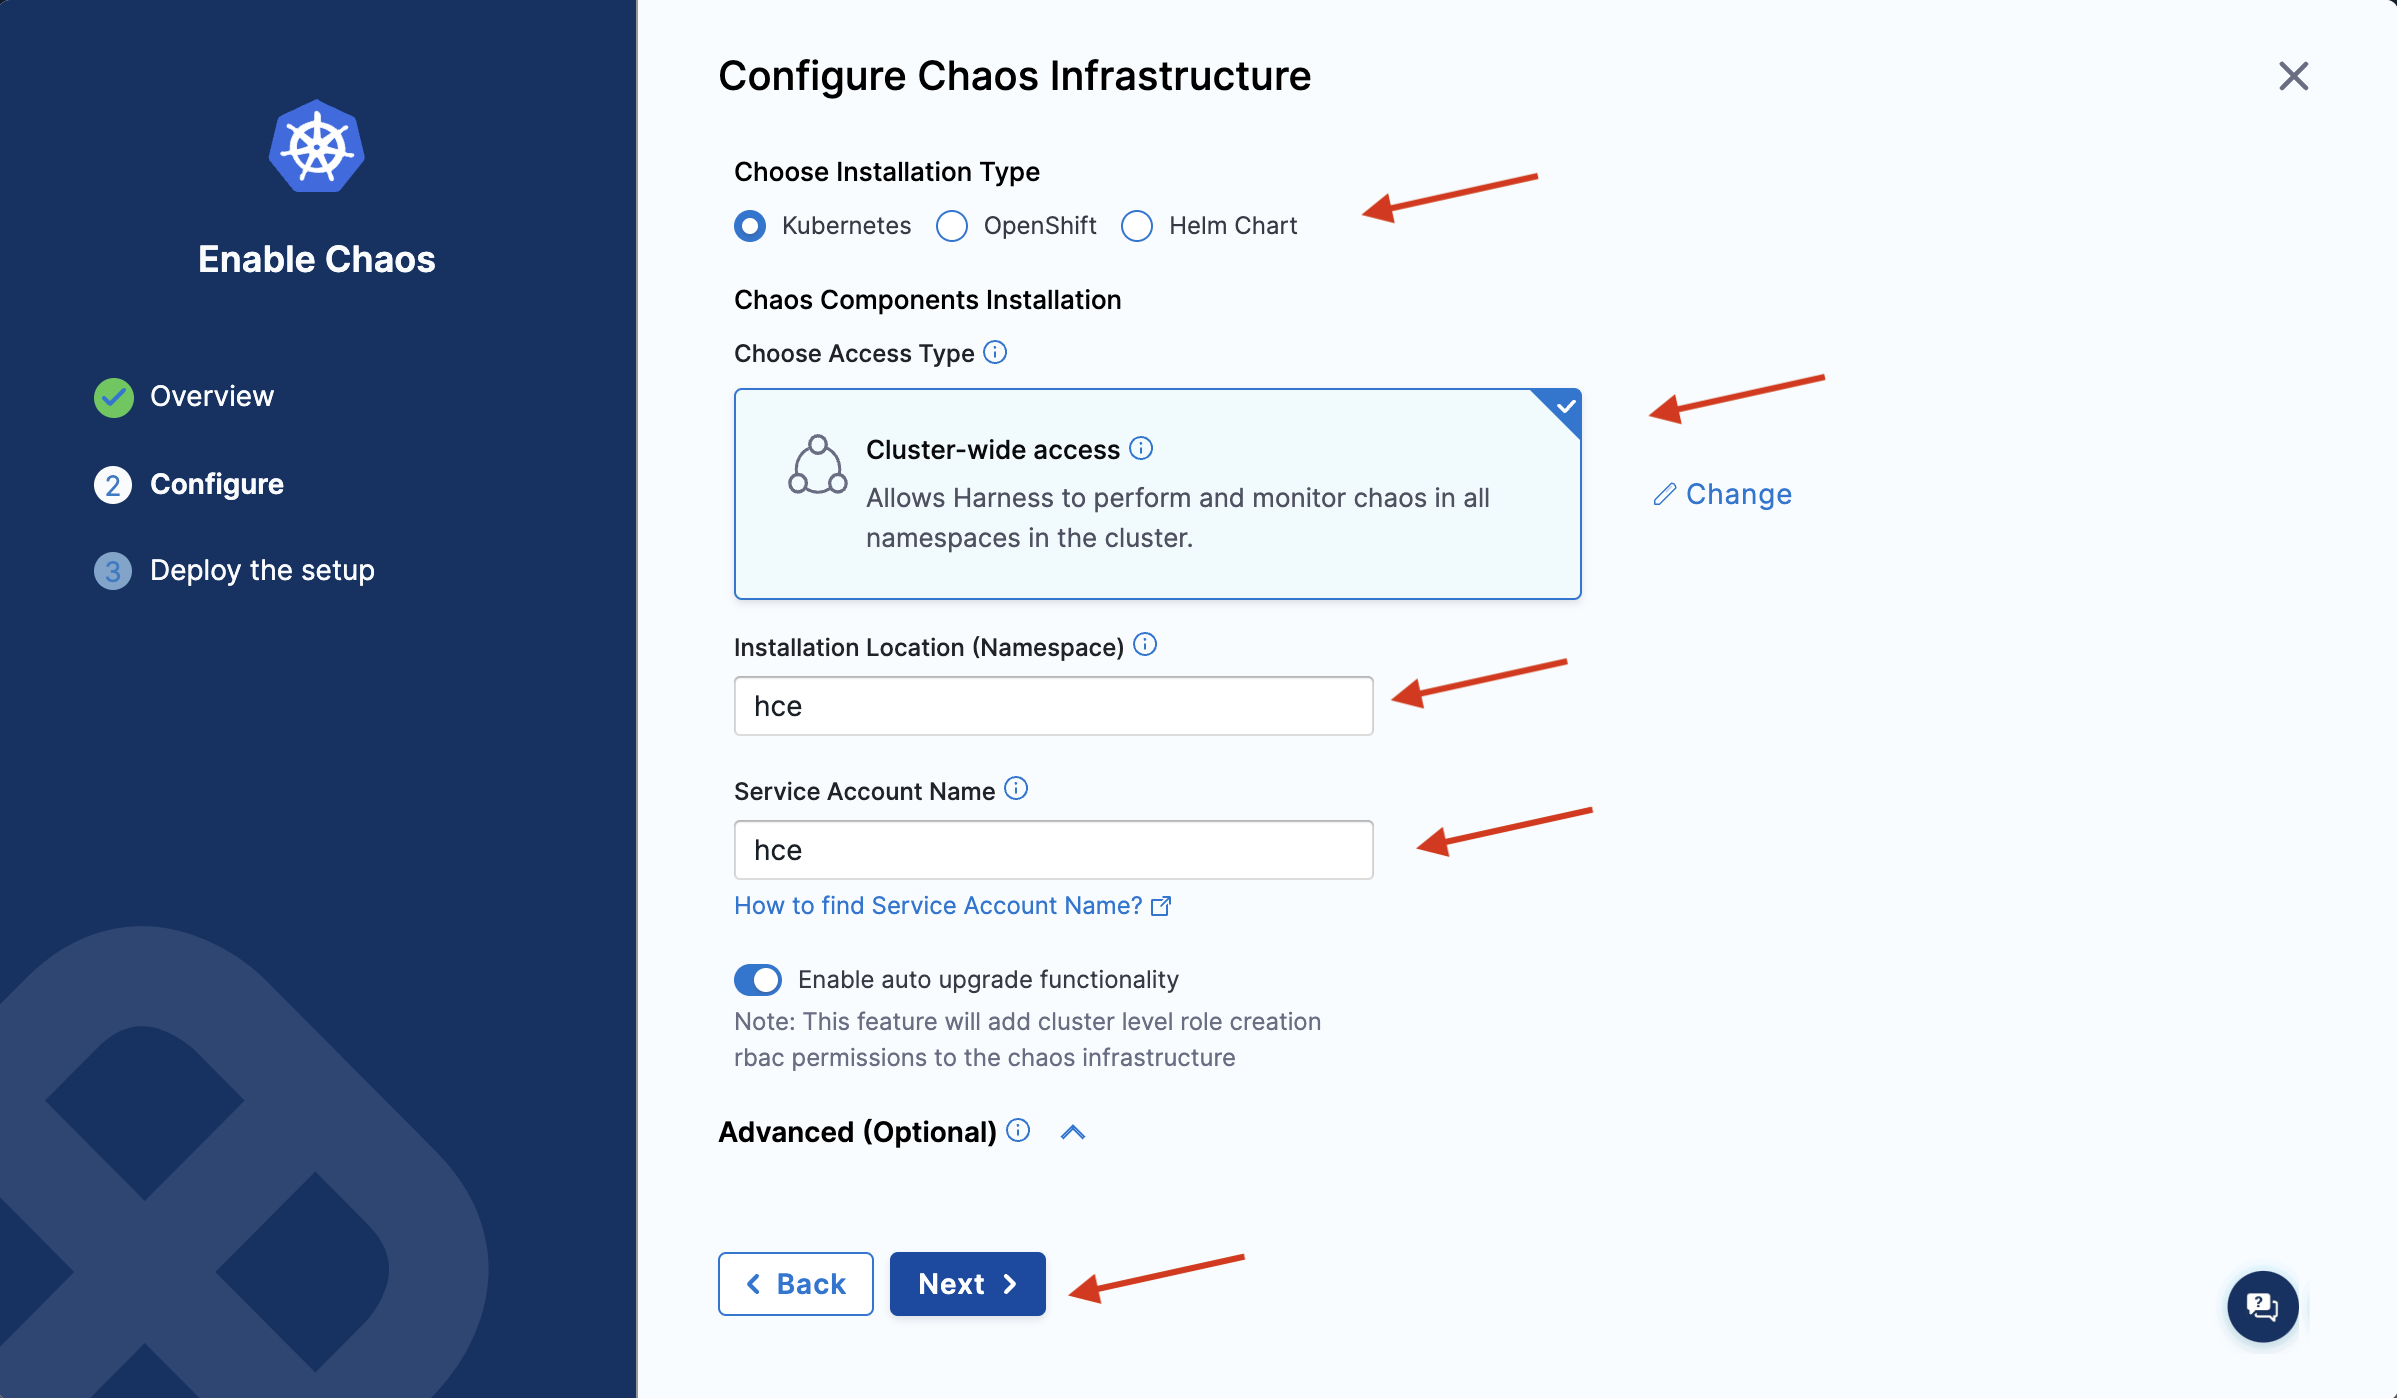 Enable Chaos
Overview
2 Configure
3 Deploy the setup
Configure Chaos Infrastructure
Choose Installation Type
Kubernetes OpenShift Helm Chart
Chaos Components Installation
Choose Access Type
Cluster-wide access
Allows Harness to perform and monitor chaos in all
namespaces in the cluster.
Change
Installation Location (Namespace)
hce
Service Account Name
hce
How to find Service Account Name?
Enable auto upgrade functionality
Note: This feature will add cluster level role creation
rbac permissions to the chaos infrastructure
Advanced (Optional)
Back Next